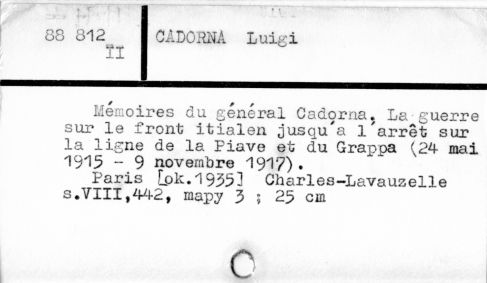 88 812 CADORNA Luigi
II
Mémoires du général Cadorna. La guerre
sur le front itialen jusqu'a l'arrêt sur
la ligne de la Piave et du Grappa (24 mai
1915 - 9 novembre 1917).
Paris [ok.1935] Charles-Lavauzelle
s.VIII,442, mapy 3 ; 25 cm